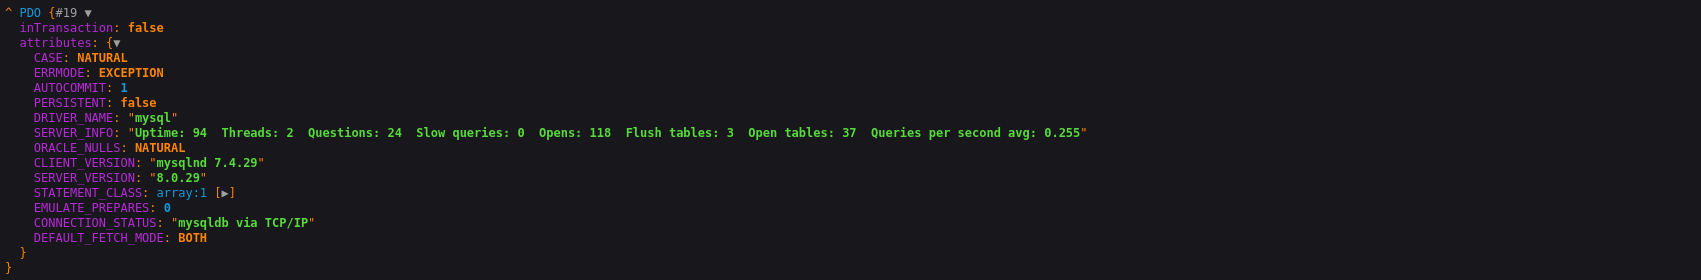 ^ PDO {#19 ▼
  inTransaction: false
  attributes: {▼
    CASE: NATURAL
    ERRMODE: EXCEPTION
    AUTOCOMMIT: 1
    PERSISTENT: false
    DRIVER_NAME: "mysql"
    SERVER_INFO: "Uptime: 94  Threads: 2  Questions: 24  Slow queries: 0  Opens: 118  Flush tables: 3  Open tables: 37  Queries per second avg: 0.255"
    ORACLE_NULLS: NATURAL
    CLIENT_VERSION: "mysqlnd 7.4.29"
    SERVER_VERSION: "8.0.29"
    STATEMENT_CLASS: array:1 [▶]
    EMULATE_PREPARES: 0
    CONNECTION_STATUS: "mysqldb via TCP/IP"
    DEFAULT_FETCH_MODE: BOTH
  }
}